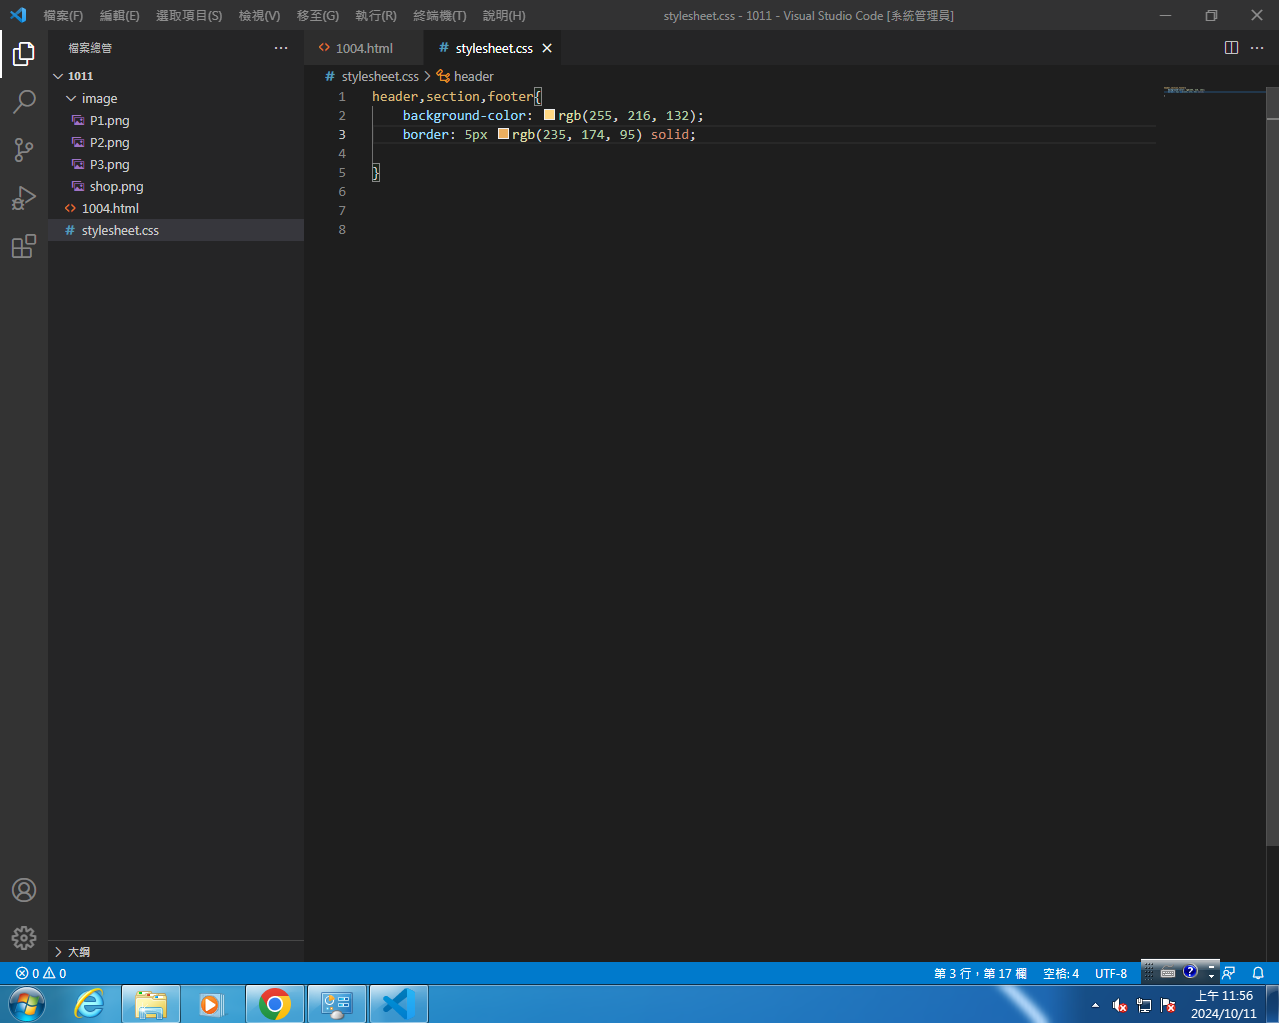 檔案(F) 編輯(E) 選取項目(S) 檢視(V) 移至(G) 執行(R) 終端機(T) 說明(H) stylesheet.css - 1011 - Visual Studio Code [系統管理員]
檔案總管
1004.html
# stylesheet.css
1011
image
P1.png
P2.png
P3.png
shop.png
1004.html
# stylesheet.css
大綱
# stylesheet.css > header
1 header,section,footer{
2 background-color: rgb(255, 216, 132);
3 border: 5px rgb(235, 174, 95) solid;
4
5 }
6
7
8
0 0
第 3 行，第 17 欄 空格: 4 UTF-8
上午 11:56
2024/10/11